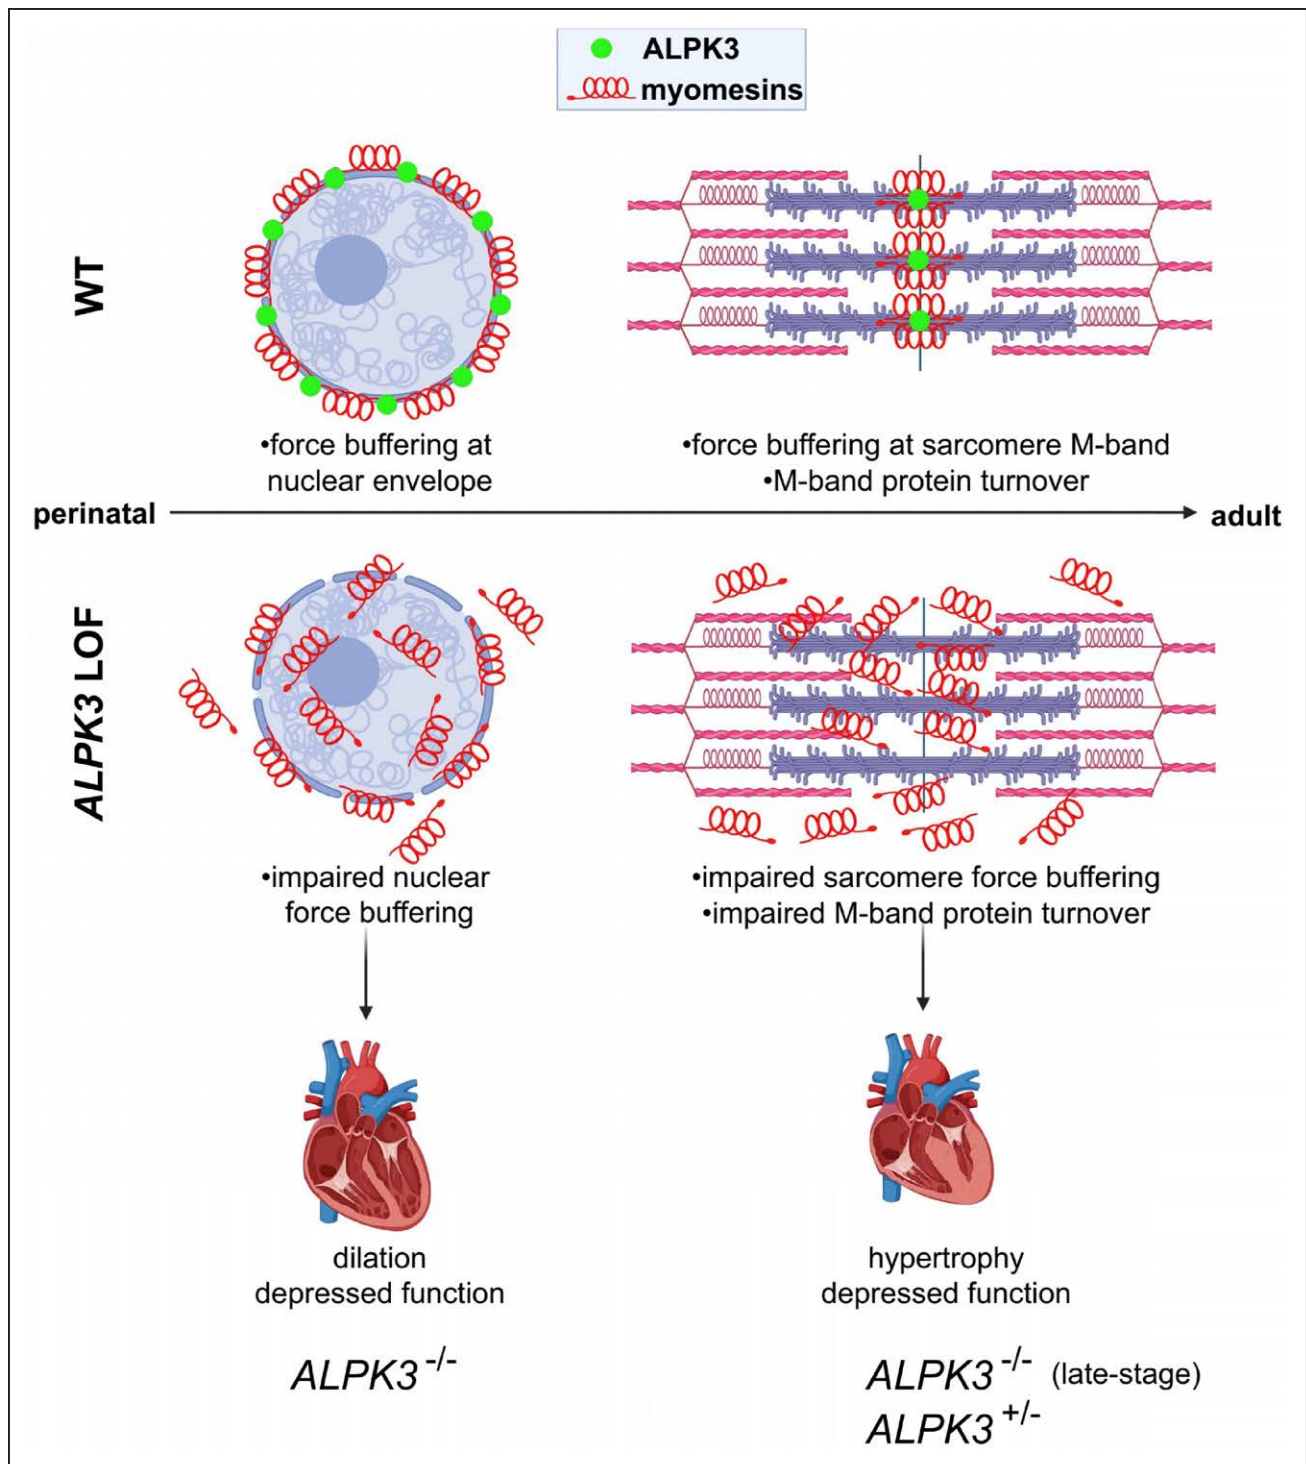 ALPK3
myomesins
WT
•force buffering at
nuclear envelope
•force buffering at sarcomere M-band
•M-band protein turnover
perinatal
adult
ALPK3 LOF
•impaired nuclear
force buffering
•impaired sarcomere force buffering
•impaired M-band protein turnover
dilation
depressed function
hypertrophy
depressed function
ALPK3 -/-
ALPK3 -/- (late-stage)
ALPK3 +/-